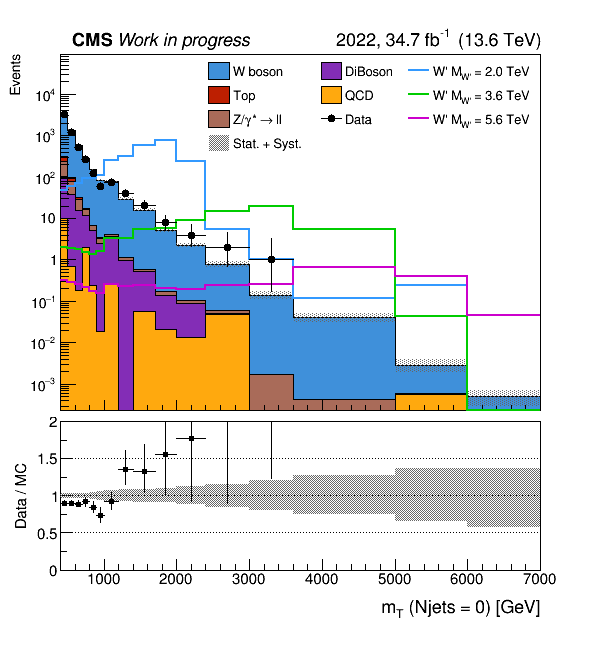 CMS Work in progress 2022, 34.7 fb⁻¹ (13.6 TeV)
Events
W boson DiBoson W' M_W' = 2.0 TeV
Top QCD W' M_W' = 3.6 TeV
Z/γ* → ll Data W' M_W' = 5.6 TeV
Stat. + Syst.
10⁴
10³
10²
10
1
10⁻¹
10⁻²
10⁻³
Data / MC
2
1.5
1
0.5
0
1000 2000 3000 4000 5000 6000 7000
m_T (Njets = 0) [GeV]